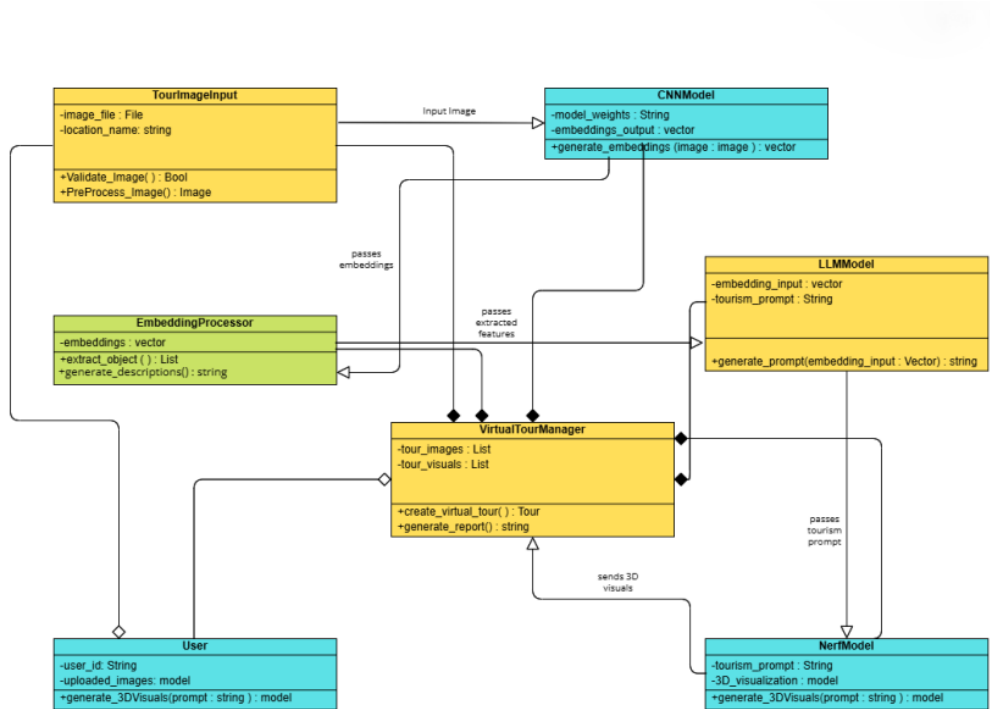 TourImageInput
-image_file : File
-location_name: string
+Validate_Image( ) : Bool
+PreProcess_Image() : Image
Input Image
CNNModel
-model_weights : String
-embeddings_output : vector
+generate_embeddings (image : image ) : vector
passes
embeddings
LLMModel
-embedding_input : vector
-tourism_prompt : String
+generate_prompt(embedding_input : Vector) : string
EmbeddingProcessor
-embeddings : vector
+extract_object ( ) : List
+generate_descriptions() : string
passes
extracted
features
VirtualTourManager
-tour_images : List
-tour_visuals : List
+create_virtual_tour( ) : Tour
+generate_report() : string
passes
tourism
prompt
sends 3D
visuals
User
-user_id: String
-uploaded_images: model
+generate_3DVisuals(prompt : string ) : model
NerfModel
-tourism_prompt : String
-3D_visualization : model
+generate_3DVisuals(prompt : string ) : model